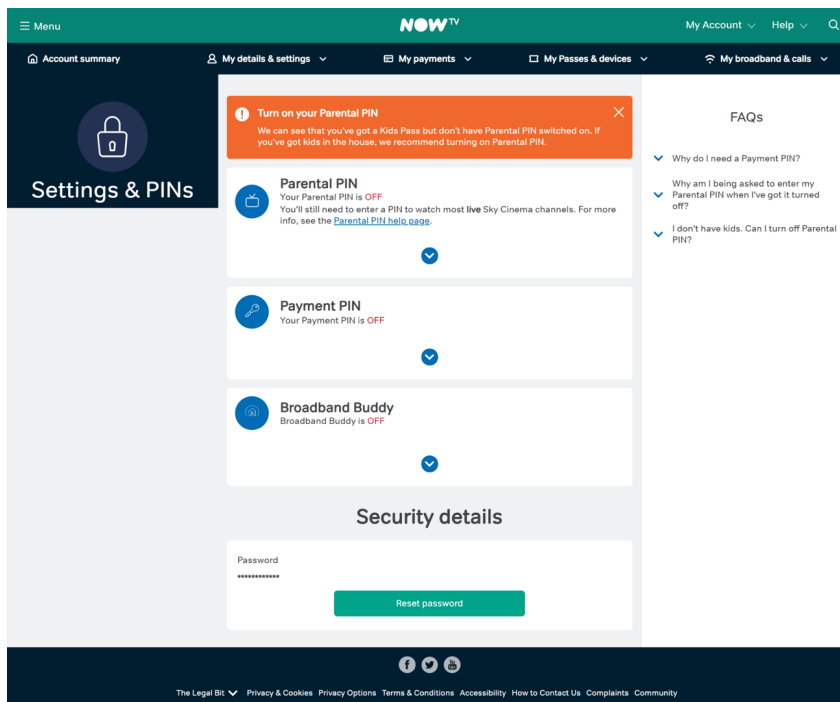 Menu
NOW TV
My Account
Help
Account summary
My details & settings
My payments
My Passes & devices
My broadband & calls
Settings & PINs
Turn on your Parental PIN
We can see that you've got a Kids Pass but don't have Parental PIN switched on. If
you've got kids in the house, we recommend turning on Parental PIN.
Parental PIN
Your Parental PIN is OFF
You'll still need to enter a PIN to watch most live Sky Cinema channels. For more
info, see the Parental PIN help page.
Payment PIN
Your Payment PIN is OFF
Broadband Buddy
Broadband Buddy is OFF
Security details
Password
************
Reset password
FAQs
Why do I need a Payment PIN?
Why am I being asked to enter my
Parental PIN when I've got it turned
off?
I don't have kids. Can I turn off Parental
PIN?
The Legal Bit
Privacy & Cookies
Privacy Options
Terms & Conditions
Accessibility
How to Contact Us
Complaints
Community